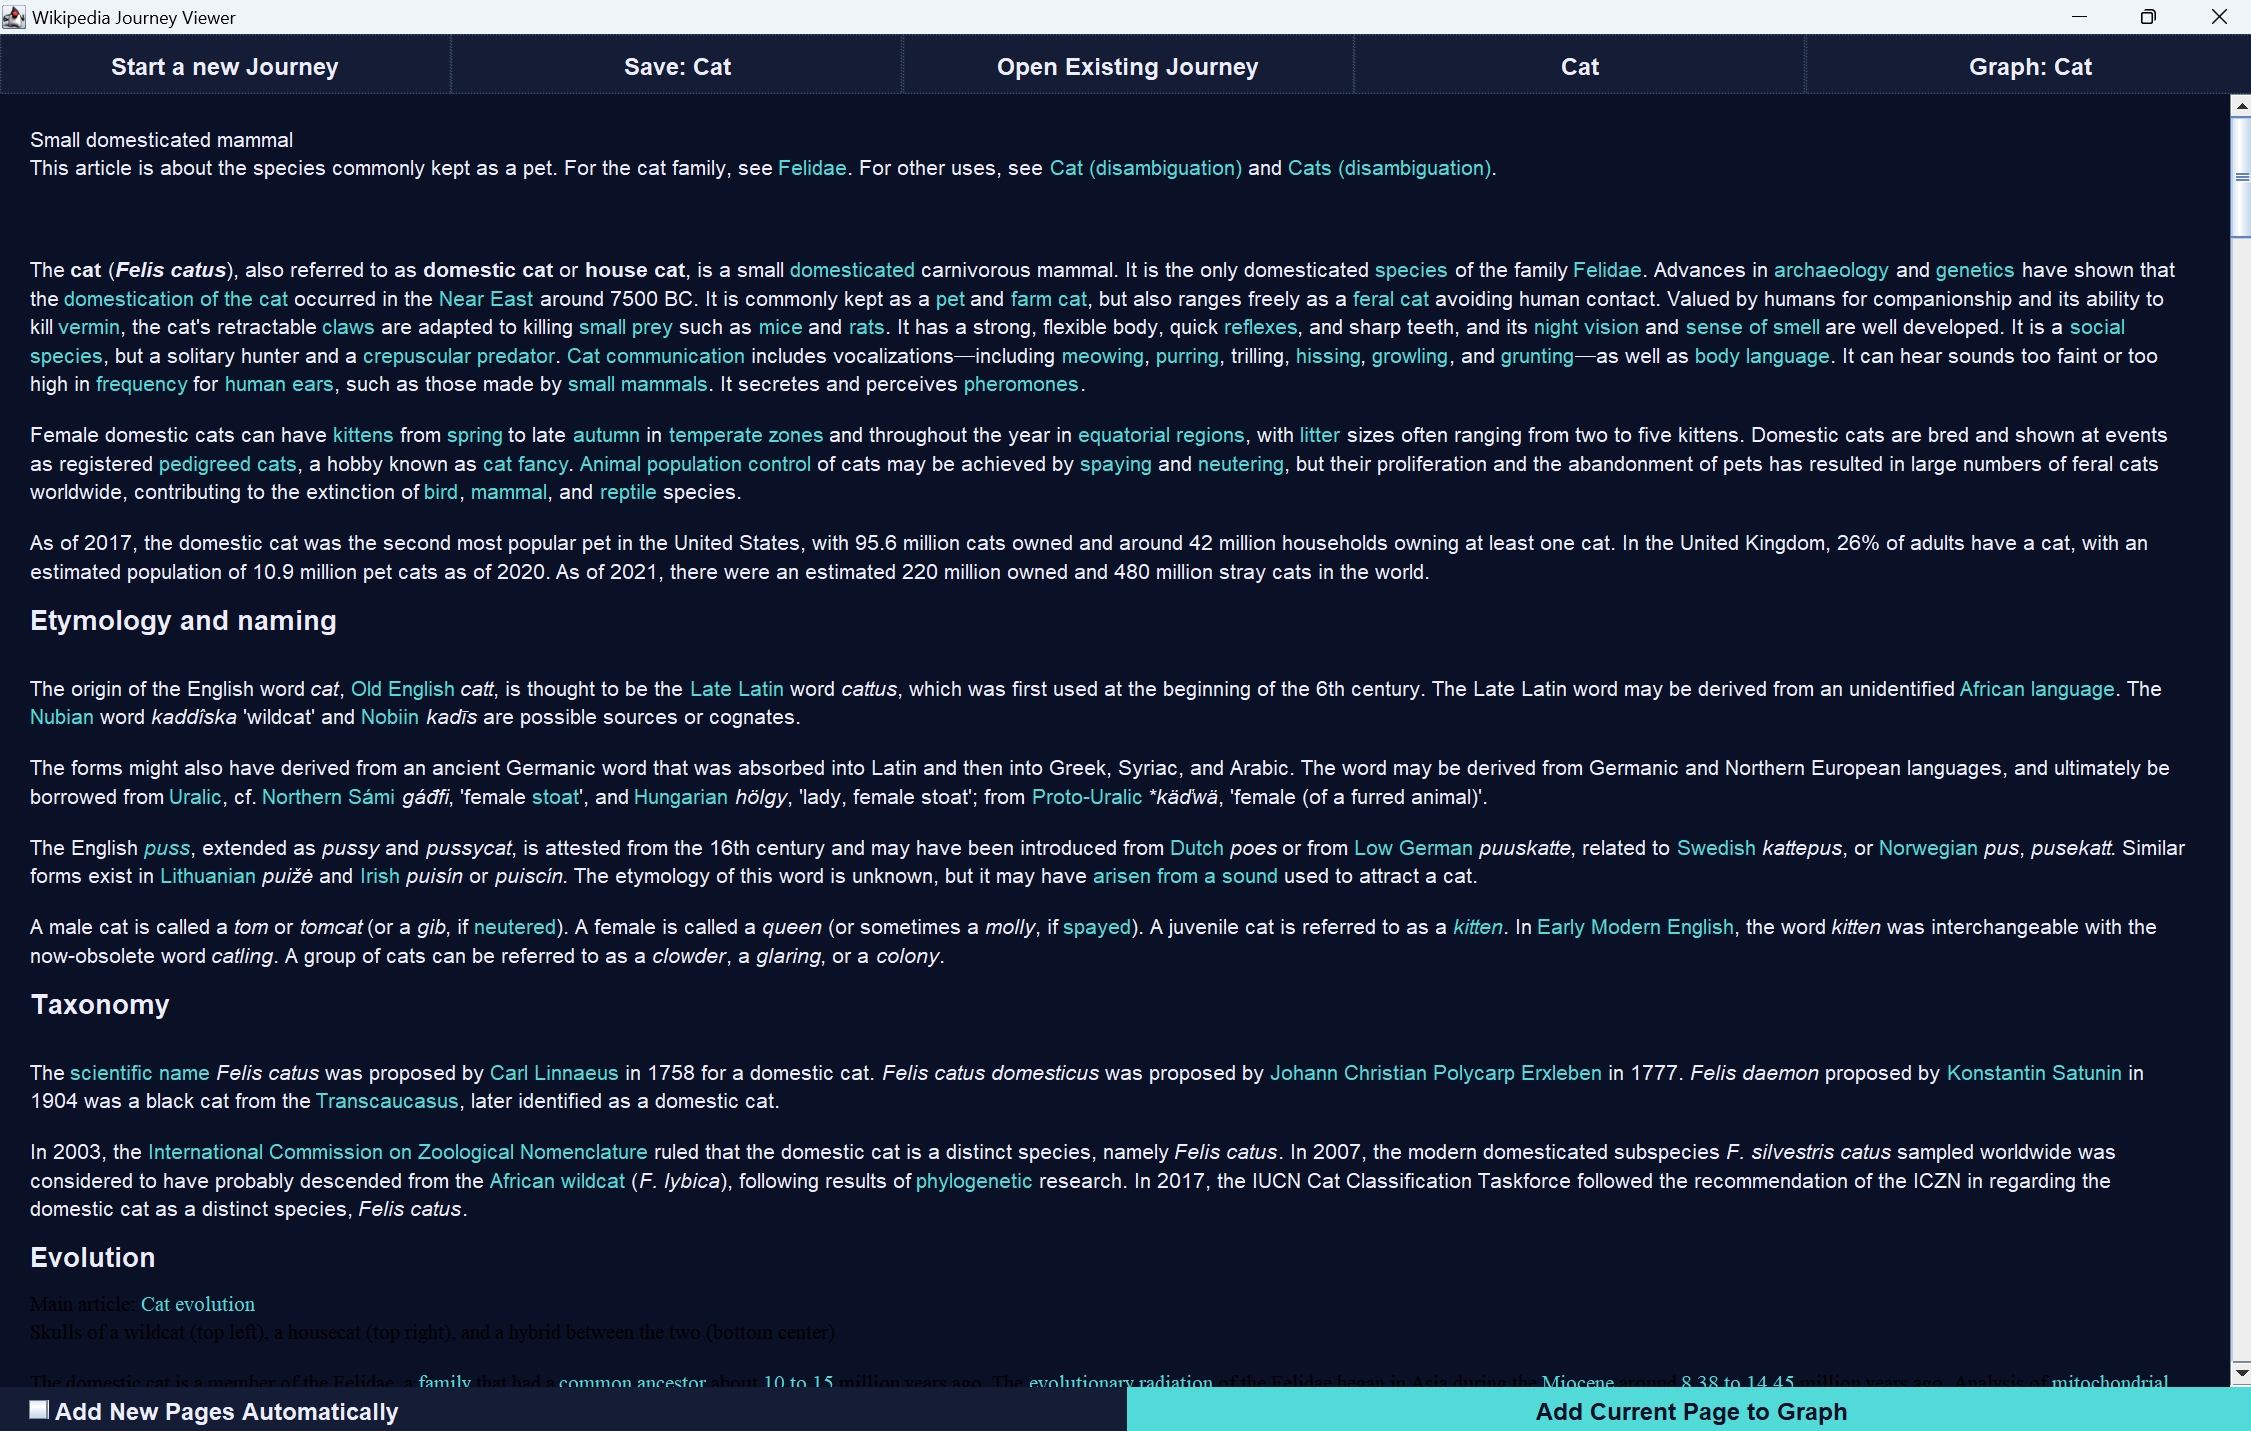 Wikipedia Journey Viewer
Start a new Journey
Save: Cat
Open Existing Journey
Cat
Graph: Cat
Small domesticated mammal
This article is about the species commonly kept as a pet. For the cat family, see Felidae. For other uses, see Cat (disambiguation) and Cats (disambiguation).
The cat (Felis catus), also referred to as domestic cat or house cat, is a small domesticated carnivorous mammal. It is the only domesticated species of the family Felidae. Advances in archaeology and genetics have shown that
the domestication of the cat occurred in the Near East around 7500 BC. It is commonly kept as a pet and farm cat, but also ranges freely as a feral cat avoiding human contact. Valued by humans for companionship and its ability to
kill vermin, the cat's retractable claws are adapted to killing small prey such as mice and rats. It has a strong, flexible body, quick reflexes, and sharp teeth, and its night vision and sense of smell are well developed. It is a social
species, but a solitary hunter and a crepuscular predator. Cat communication includes vocalizations—including meowing, purring, trilling, hissing, growling, and grunting—as well as body language. It can hear sounds too faint or too
high in frequency for human ears, such as those made by small mammals. It secretes and perceives pheromones.
Female domestic cats can have kittens from spring to late autumn in temperate zones and throughout the year in equatorial regions, with litter sizes often ranging from two to five kittens. Domestic cats are bred and shown at events
as registered pedigreed cats, a hobby known as cat fancy. Animal population control of cats may be achieved by spaying and neutering, but their proliferation and the abandonment of pets has resulted in large numbers of feral cats
worldwide, contributing to the extinction of bird, mammal, and reptile species.
As of 2017, the domestic cat was the second most popular pet in the United States, with 95.6 million cats owned and around 42 million households owning at least one cat. In the United Kingdom, 26% of adults have a cat, with an
estimated population of 10.9 million pet cats as of 2020. As of 2021, there were an estimated 220 million owned and 480 million stray cats in the world.
Etymology and naming
The origin of the English word cat, Old English catt, is thought to be the Late Latin word cattus, which was first used at the beginning of the 6th century. The Late Latin word may be derived from an unidentified African language. The
Nubian word kaddîska 'wildcat' and Nobiin kadīs are possible sources or cognates.
The forms might also have derived from an ancient Germanic word that was absorbed into Latin and then into Greek, Syriac, and Arabic. The word may be derived from Germanic and Northern European languages, and ultimately be
borrowed from Uralic, cf. Northern Sámi gáđfi, 'female stoat', and Hungarian hölgy, 'lady, female stoat'; from Proto-Uralic *käďwä, 'female (of a furred animal)'.
The English puss, extended as pussy and pussycat, is attested from the 16th century and may have been introduced from Dutch poes or from Low German puuskatte, related to Swedish kattepus, or Norwegian pus, pusekatt. Similar
forms exist in Lithuanian puižė and Irish puisín or puiscín. The etymology of this word is unknown, but it may have arisen from a sound used to attract a cat.
A male cat is called a tom or tomcat (or a gib, if neutered). A female is called a queen (or sometimes a molly, if spayed). A juvenile cat is referred to as a kitten. In Early Modern English, the word kitten was interchangeable with the
now-obsolete word catling. A group of cats can be referred to as a clowder, a glaring, or a colony.
Taxonomy
The scientific name Felis catus was proposed by Carl Linnaeus in 1758 for a domestic cat. Felis catus domesticus was proposed by Johann Christian Polycarp Erxleben in 1777. Felis daemon proposed by Konstantin Satunin in
1904 was a black cat from the Transcaucasus, later identified as a domestic cat.
In 2003, the International Commission on Zoological Nomenclature ruled that the domestic cat is a distinct species, namely Felis catus. In 2007, the modern domesticated subspecies F. silvestris catus sampled worldwide was
considered to have probably descended from the African wildcat (F. lybica), following results of phylogenetic research. In 2017, the IUCN Cat Classification Taskforce followed the recommendation of the ICZN in regarding the
domestic cat as a distinct species, Felis catus.
Evolution
Main article: Cat evolution
Skulls of a wildcat (top left), a housecat (top right), and a hybrid between the two (bottom center)
The domestic cat is a member of the Felidae, a family that had a common ancestor about 10 to 15 million years ago. The evolutionary radiation of the Felidae began in Asia during the Miocene around 8.38 to 14.45 million years ago. Analysis of mitochondrial
Add New Pages Automatically
Add Current Page to Graph